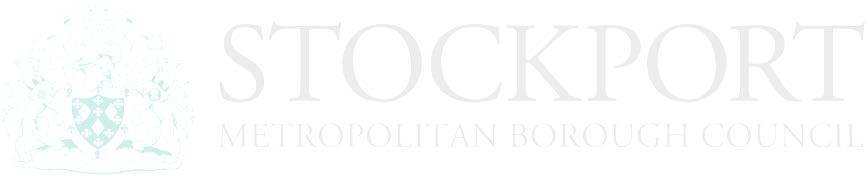 STOCKPORT
METROPOLITAN BOROUGH COUNCIL